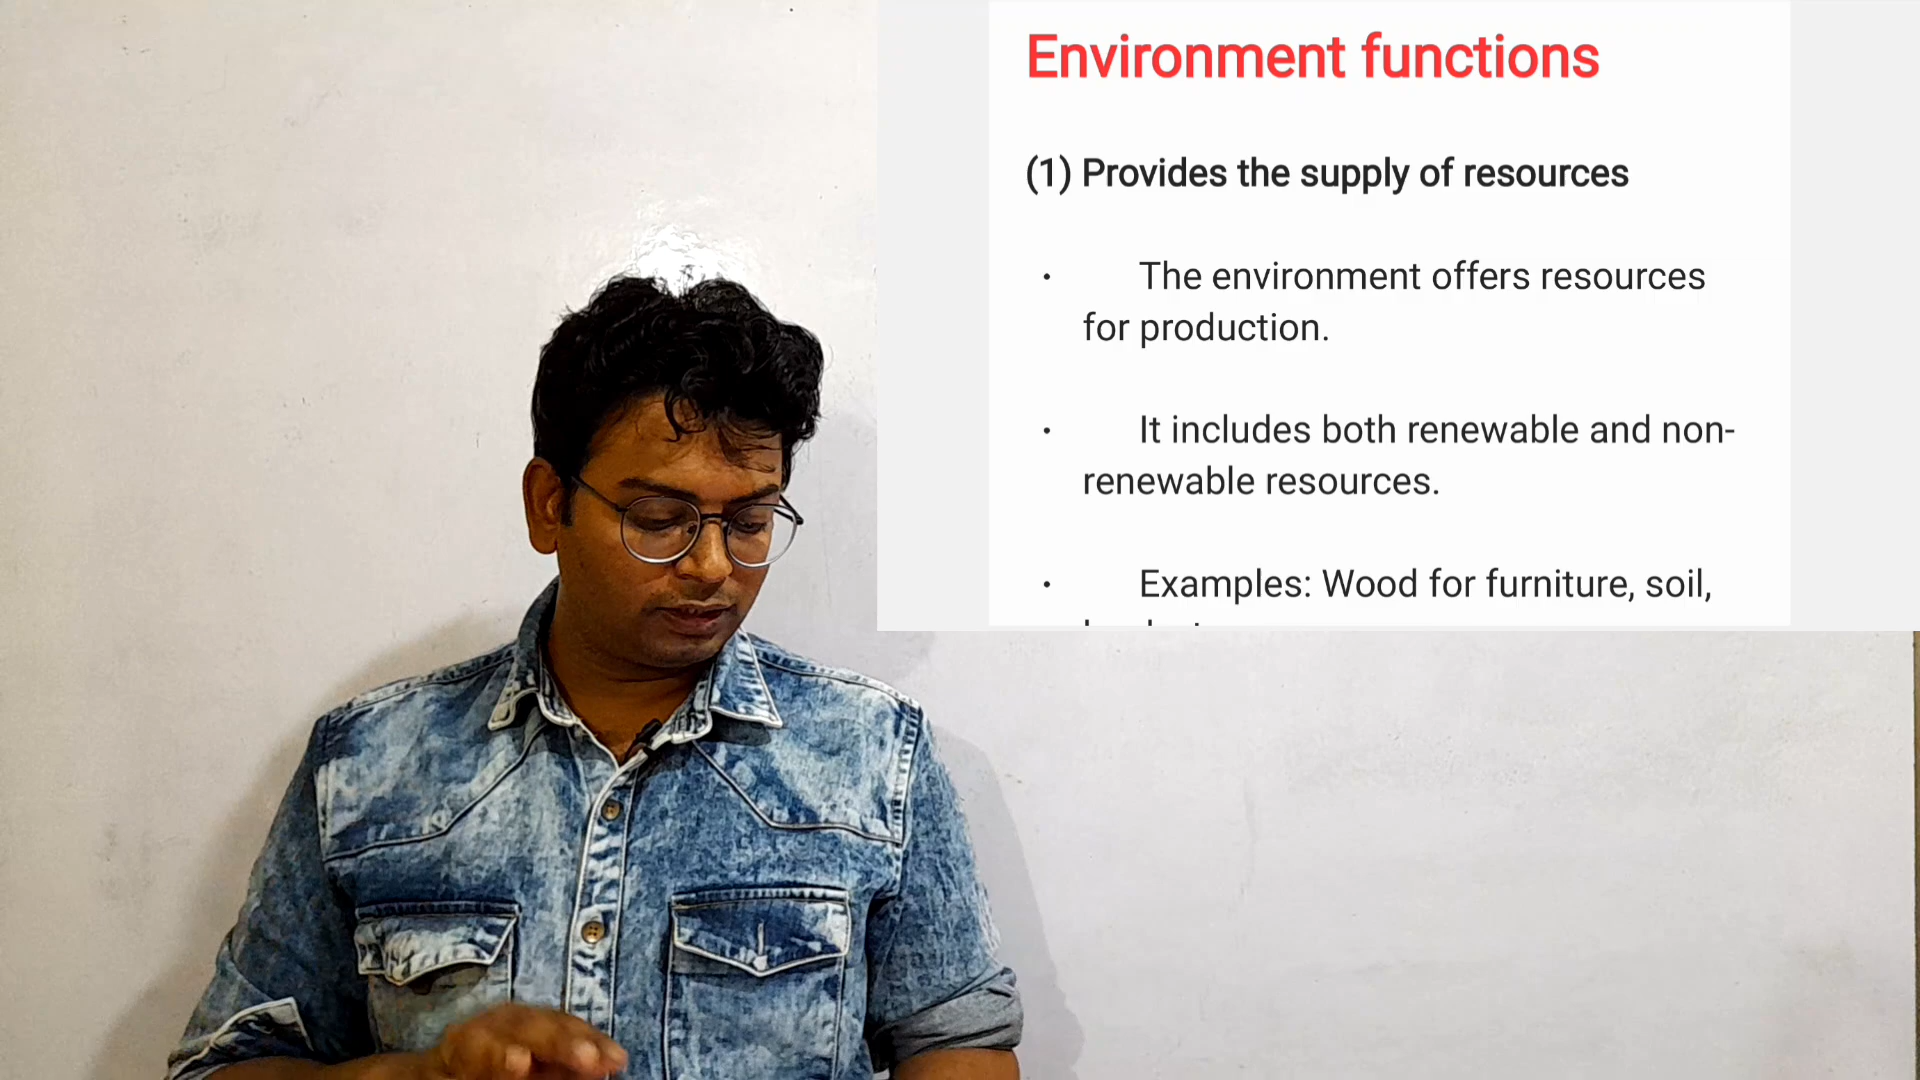 Environment functions
(1) Provides the supply of resources
· The environment offers resources
for production.
· It includes both renewable and non-
renewable resources.
· Examples: Wood for furniture, soil,